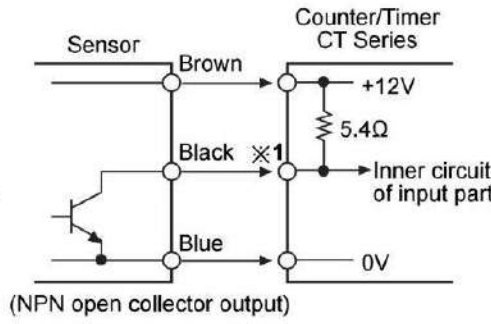 Counter/Timer
CT Series
Sensor
Brown
+12V
5.4Ω
Black ※1
Inner circuit
of input part
Blue
0V
(NPN open collector output)